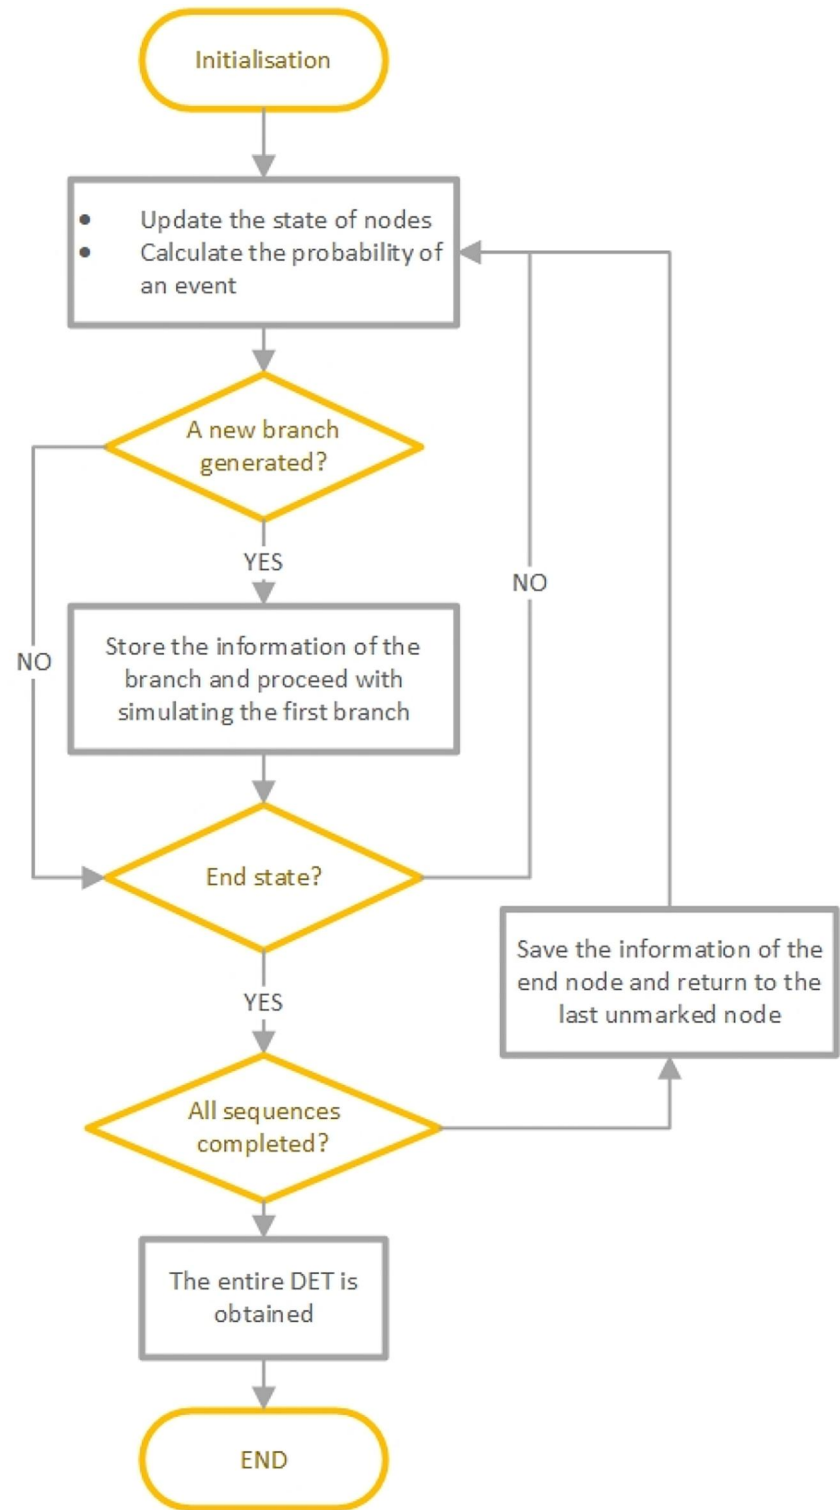 Initialisation
• Update the state of nodes
• Calculate the probability of
an event
A new branch
generated?
YES
NO
NO
Store the information of the
branch and proceed with
simulating the first branch
End state?
Save the information of the
end node and return to the
last unmarked node
YES
All sequences
completed?
The entire DET is
obtained
END